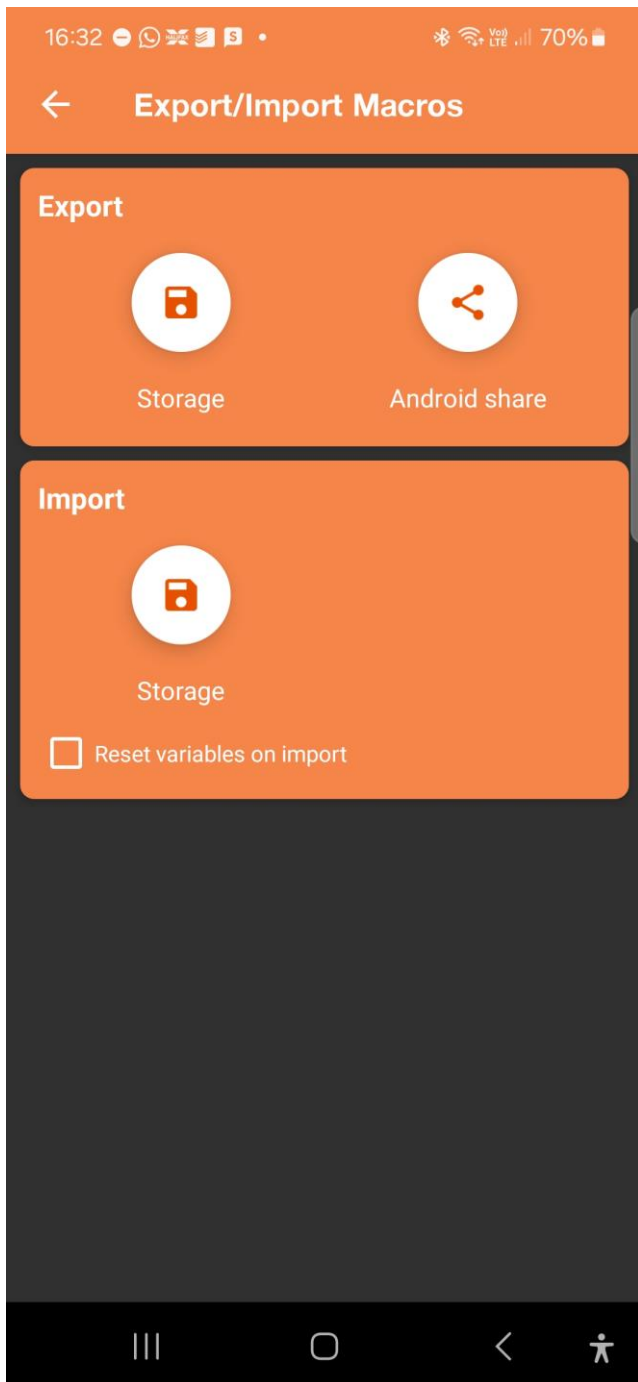 16:32
70%
Export/Import Macros
Export
Storage
Android share
Import
Storage
Reset variables on import